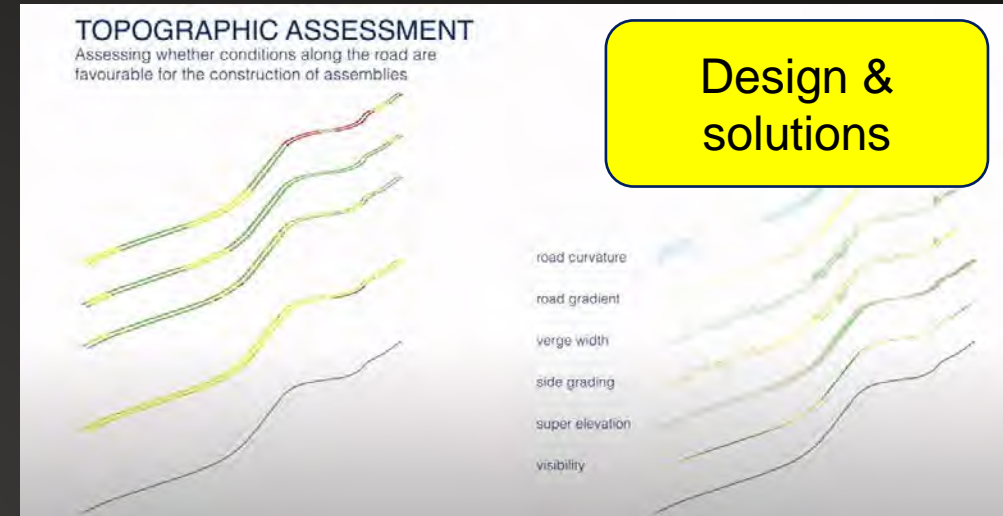 TOPOGRAPHIC ASSESSMENT
Assessing whether conditions along the road are
favourable for the construction of assemblies
Design &
solutions
road curvature
road gradient
verge width
side grading
super elevation
visibility